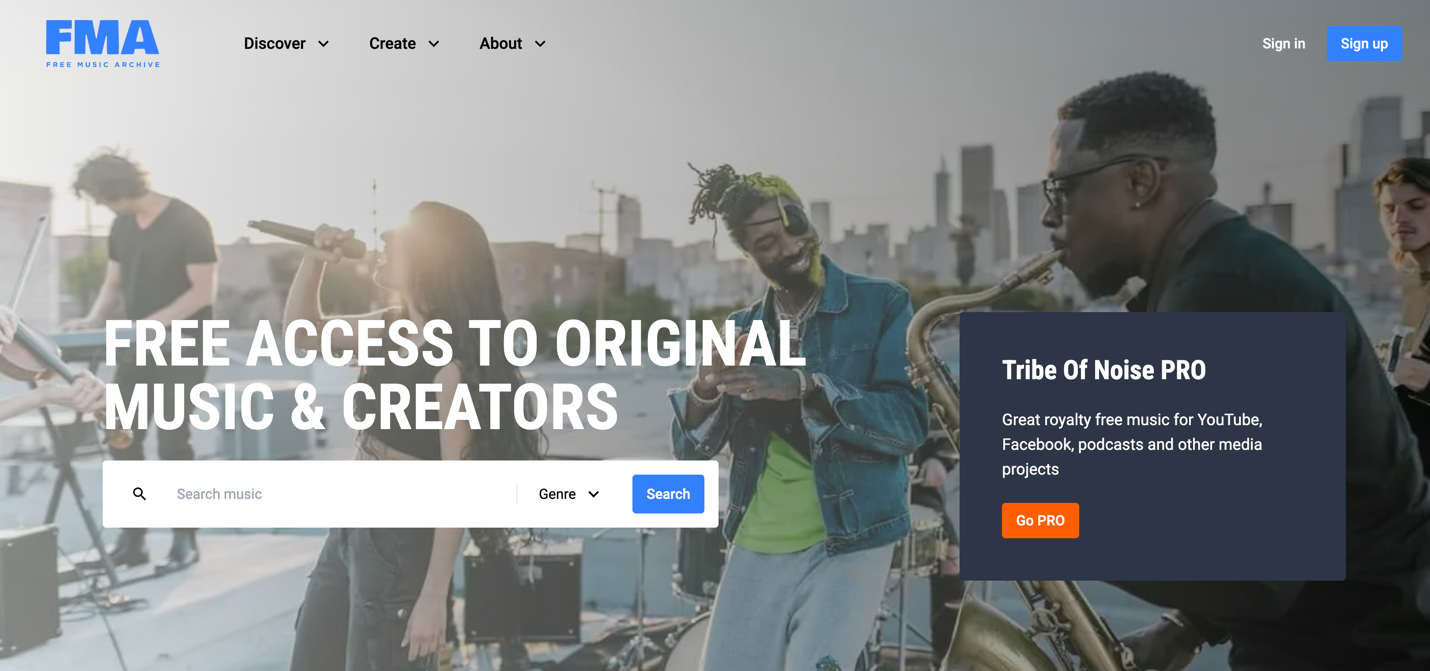 FMA
FREE MUSIC ARCHIVE
Discover
Create
About
Sign in
Sign up
FREE ACCESS TO ORIGINAL
MUSIC & CREATORS
Search music
Genre
Search
Tribe Of Noise PRO
Great royalty free music for YouTube,
Facebook, podcasts and other media
projects
Go PRO